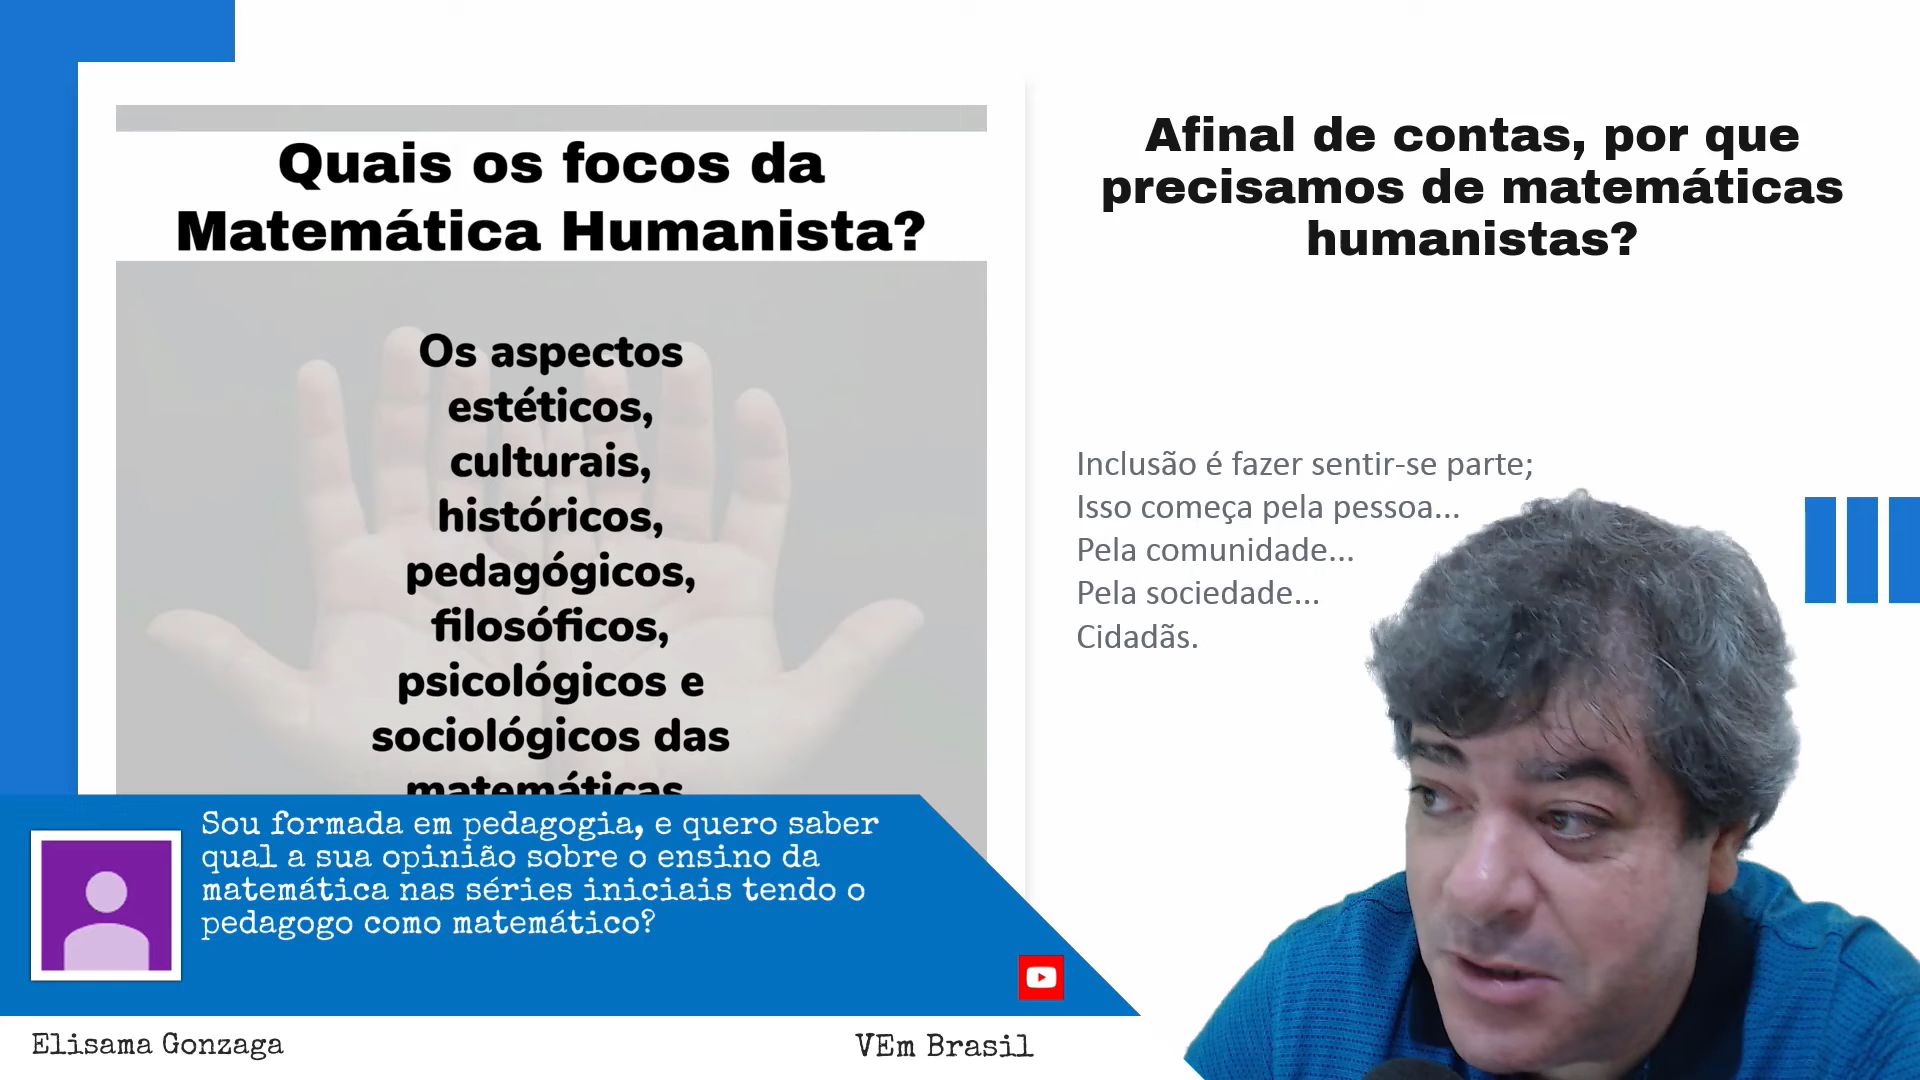 Quais os focos da
Matemática Humanista?
Os aspectos
estéticos,
culturais,
históricos,
pedagógicos,
filosóficos,
psicológicos e
sociológicos das
matemáticas
Afinal de contas, por que
precisamos de matemáticas
humanistas?
Inclusão é fazer sentir-se parte;
Isso começa pela pessoa...
Pela comunidade...
Pela sociedade...
Cidadãs.
Sou formada em pedagogia, e quero saber
qual a sua opinião sobre o ensino da
matemática nas séries iniciais tendo o
pedagogo como matemático?
Elisama Gonzaga
VEm Brasil